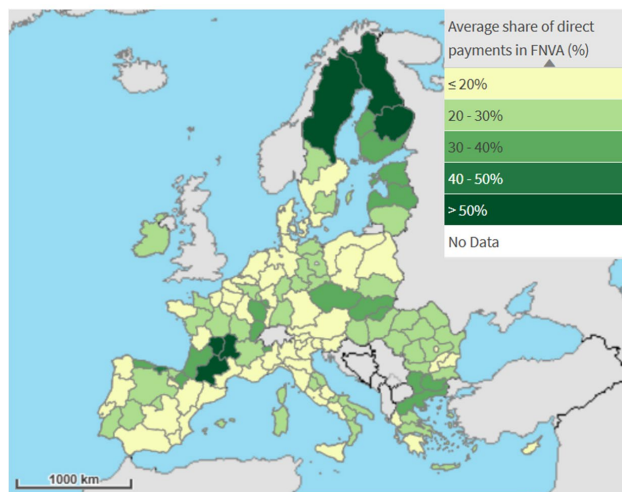 Average share of direct
payments in FNVA (%)
≤ 20%
20 - 30%
30 - 40%
40 - 50%
> 50%
No Data
1000 km